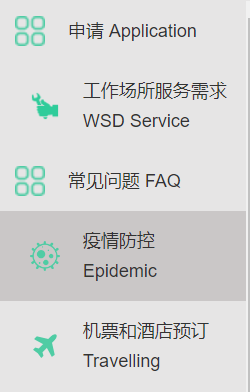 申请 Application
工作场所服务需求
WSD Service
常见问题 FAQ
疫情防控
Epidemic
机票和酒店预订
Travelling